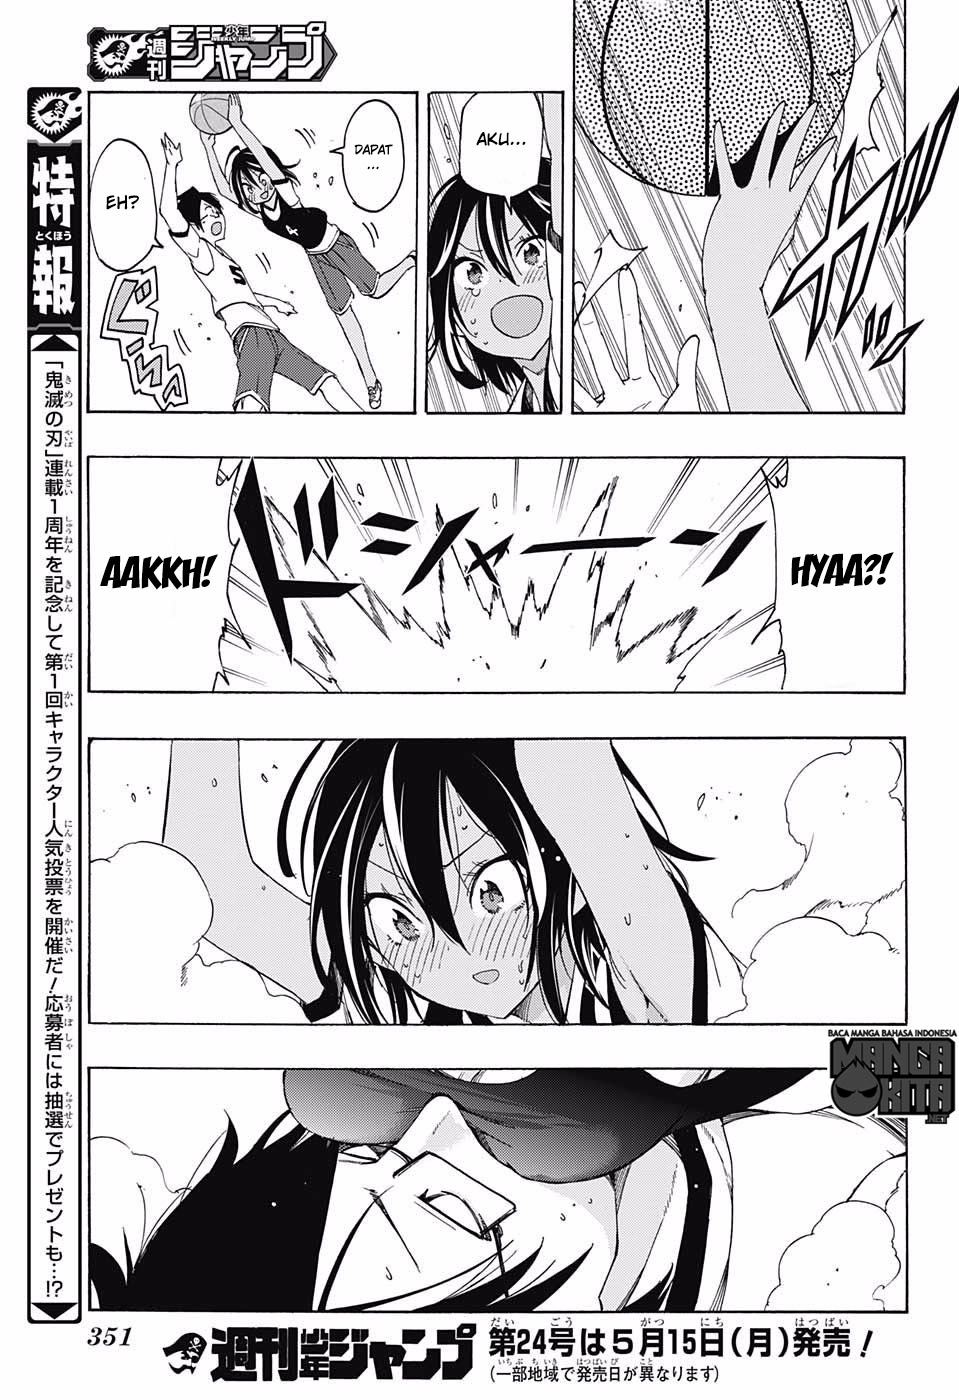 週刊少年ジャンプ
AKU...
DAPAT
...
EH?
ドシャーン
HYAA?!
AAKKH!
特報
とくほう
「鬼滅の刃」連載1周年を記念して第1回キャラクター人気投票を開催だ!応募者には抽選でプレゼントも…!?
BACA MANGA BAHASA INDONESIA
MANGA
KITA
.NET
351
週刊少年ジャンプ
第24号は5月15日(月)発売!
(一部地域で発売日が異なります)